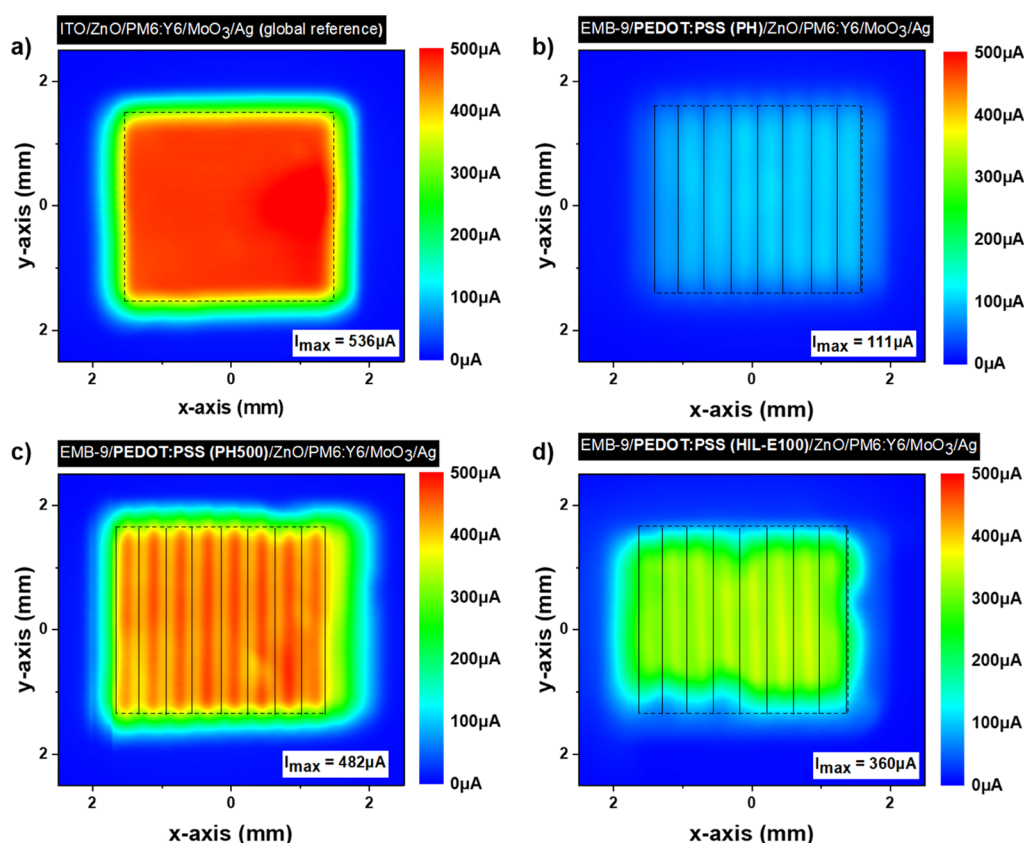 ITO/ZnO/PM6:Y6/MoO3/Ag (global reference)
a)
500µA
400µA
300µA
200µA
100µA
0µA
2
0
2
y-axis (mm)
Imax = 536µA
2 0 2
x-axis (mm)
EMB-9/PEDOT:PSS (PH)/ZnO/PM6:Y6/MoO3/Ag
b)
500µA
400µA
300µA
200µA
100µA
0µA
2
0
2
y-axis (mm)
Imax = 111µA
2 0 2
x-axis (mm)
EMB-9/PEDOT:PSS (PH500)/ZnO/PM6:Y6/MoO3/Ag
c)
500µA
400µA
300µA
200µA
100µA
0µA
2
0
2
y-axis (mm)
Imax = 482µA
2 0 2
x-axis (mm)
EMB-9/PEDOT:PSS (HIL-E100)/ZnO/PM6:Y6/MoO3/Ag
d)
500µA
400µA
300µA
200µA
100µA
0µA
2
0
2
y-axis (mm)
Imax = 360µA
2 0 2
x-axis (mm)